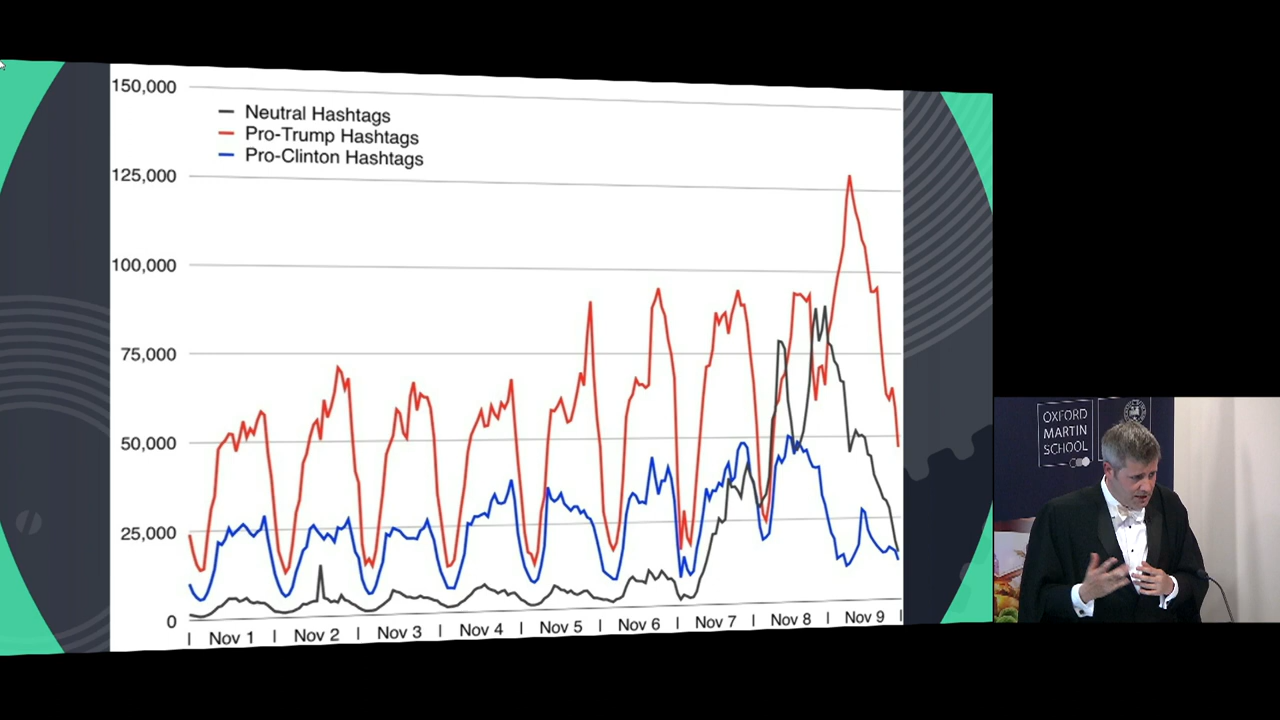 150,000
Neutral Hashtags
Pro-Trump Hashtags
Pro-Clinton Hashtags
125,000
100,000
75,000
50,000
25,000
0
Nov 1
Nov 2
Nov 3
Nov 4
Nov 5
Nov 6
Nov 7
Nov 8
Nov 9
OXFORD
MARTIN
SCHOOL